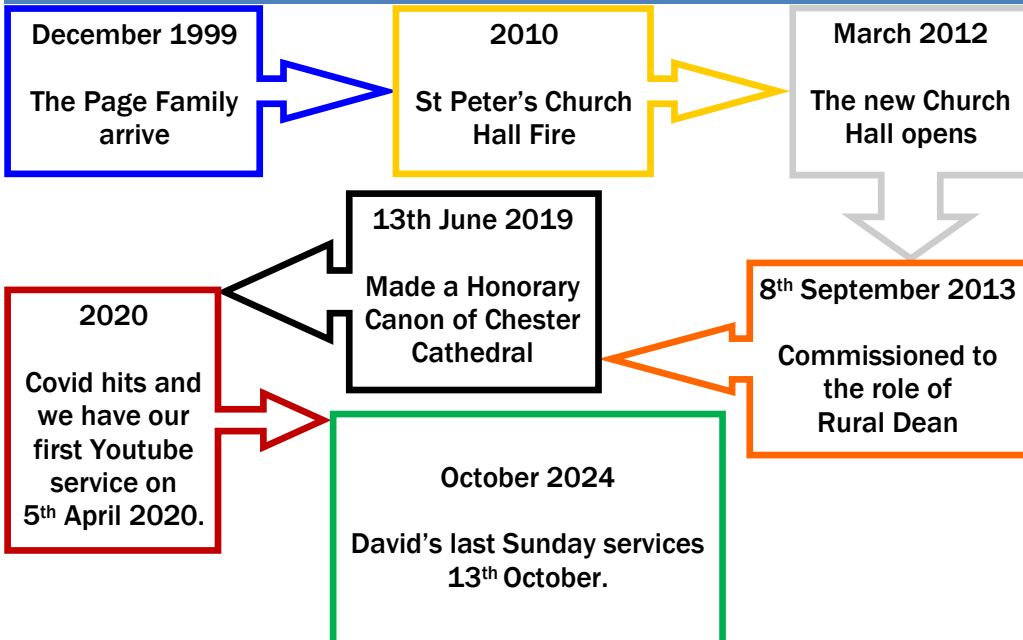 December 1999
The Page Family
arrive
2010
St Peter's Church
Hall Fire
March 2012
The new Church
Hall opens
8th September 2013
Commissioned to
the role of
Rural Dean
13th June 2019
Made a Honorary
Canon of Chester
Cathedral
2020
Covid hits and
we have our
first Youtube
service on
5th April 2020.
October 2024
David's last Sunday services
13th October.